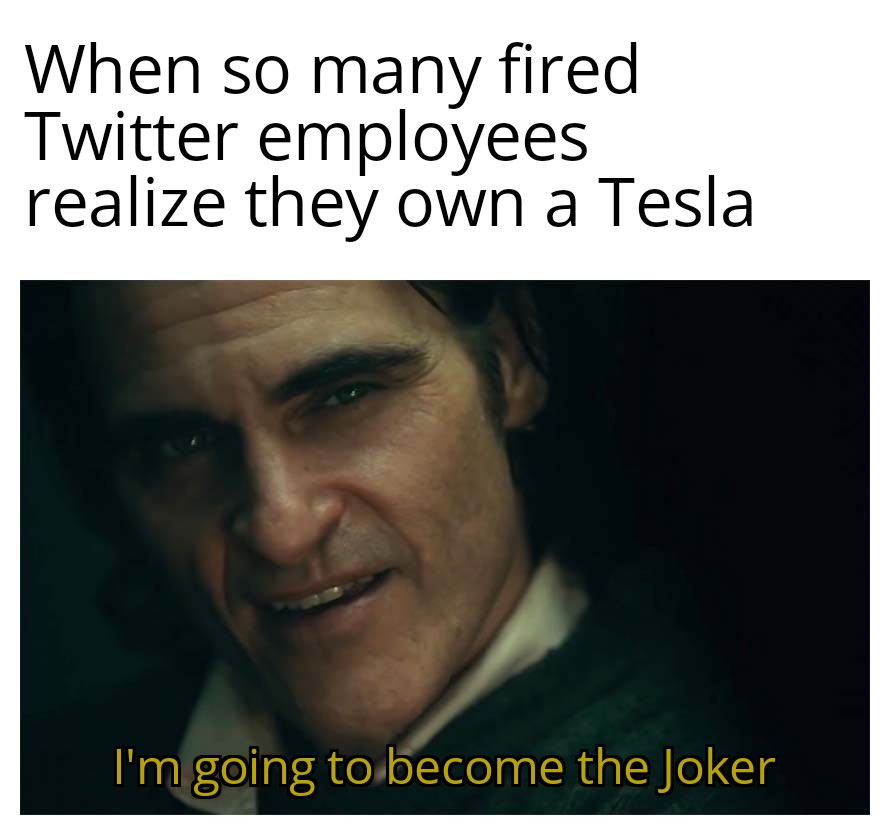 When so many fired
Twitter employees
realize they own a Tesla
I'm going to become the Joker